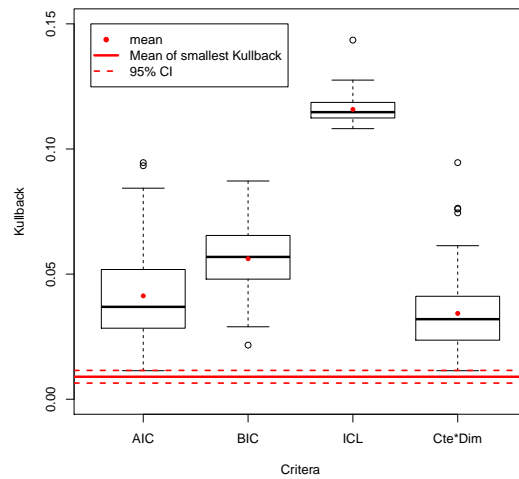 mean
Mean of smallest Kullback
95% CI
Kullback
0.15
0.10
0.05
0.00
AIC
BIC
ICL
Cte*Dim
Critera